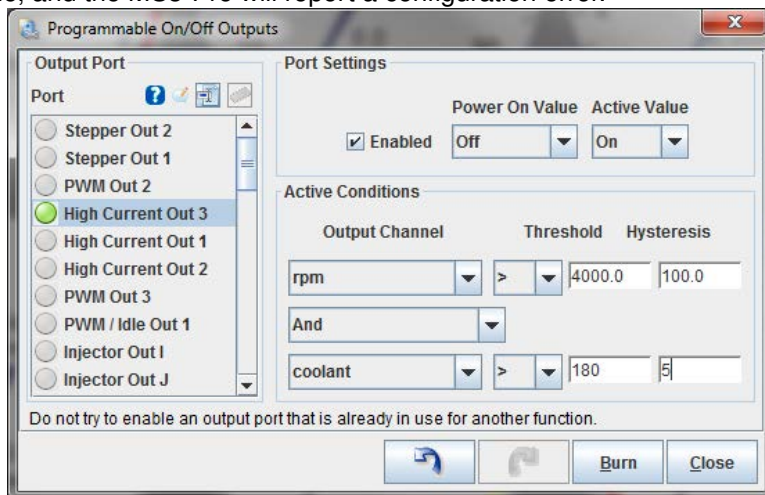 and the MS3 Pro will report a configuration error.
Programmable On/Off Outputs
Output Port
Port
Stepper Out 2
Stepper Out 1
PWM Out 2
High Current Out 3
High Current Out 1
High Current Out 2
PWM Out 3
PWM / Idle Out 1
Injector Out I
Injector Out J
Port Settings
Power On Value Active Value
Enabled Off On
Active Conditions
Output Channel Threshold Hysteresis
rpm > 4000.0 100.0
And
coolant > 180 5
Do not try to enable an output port that is already in use for another function.
Burn Close